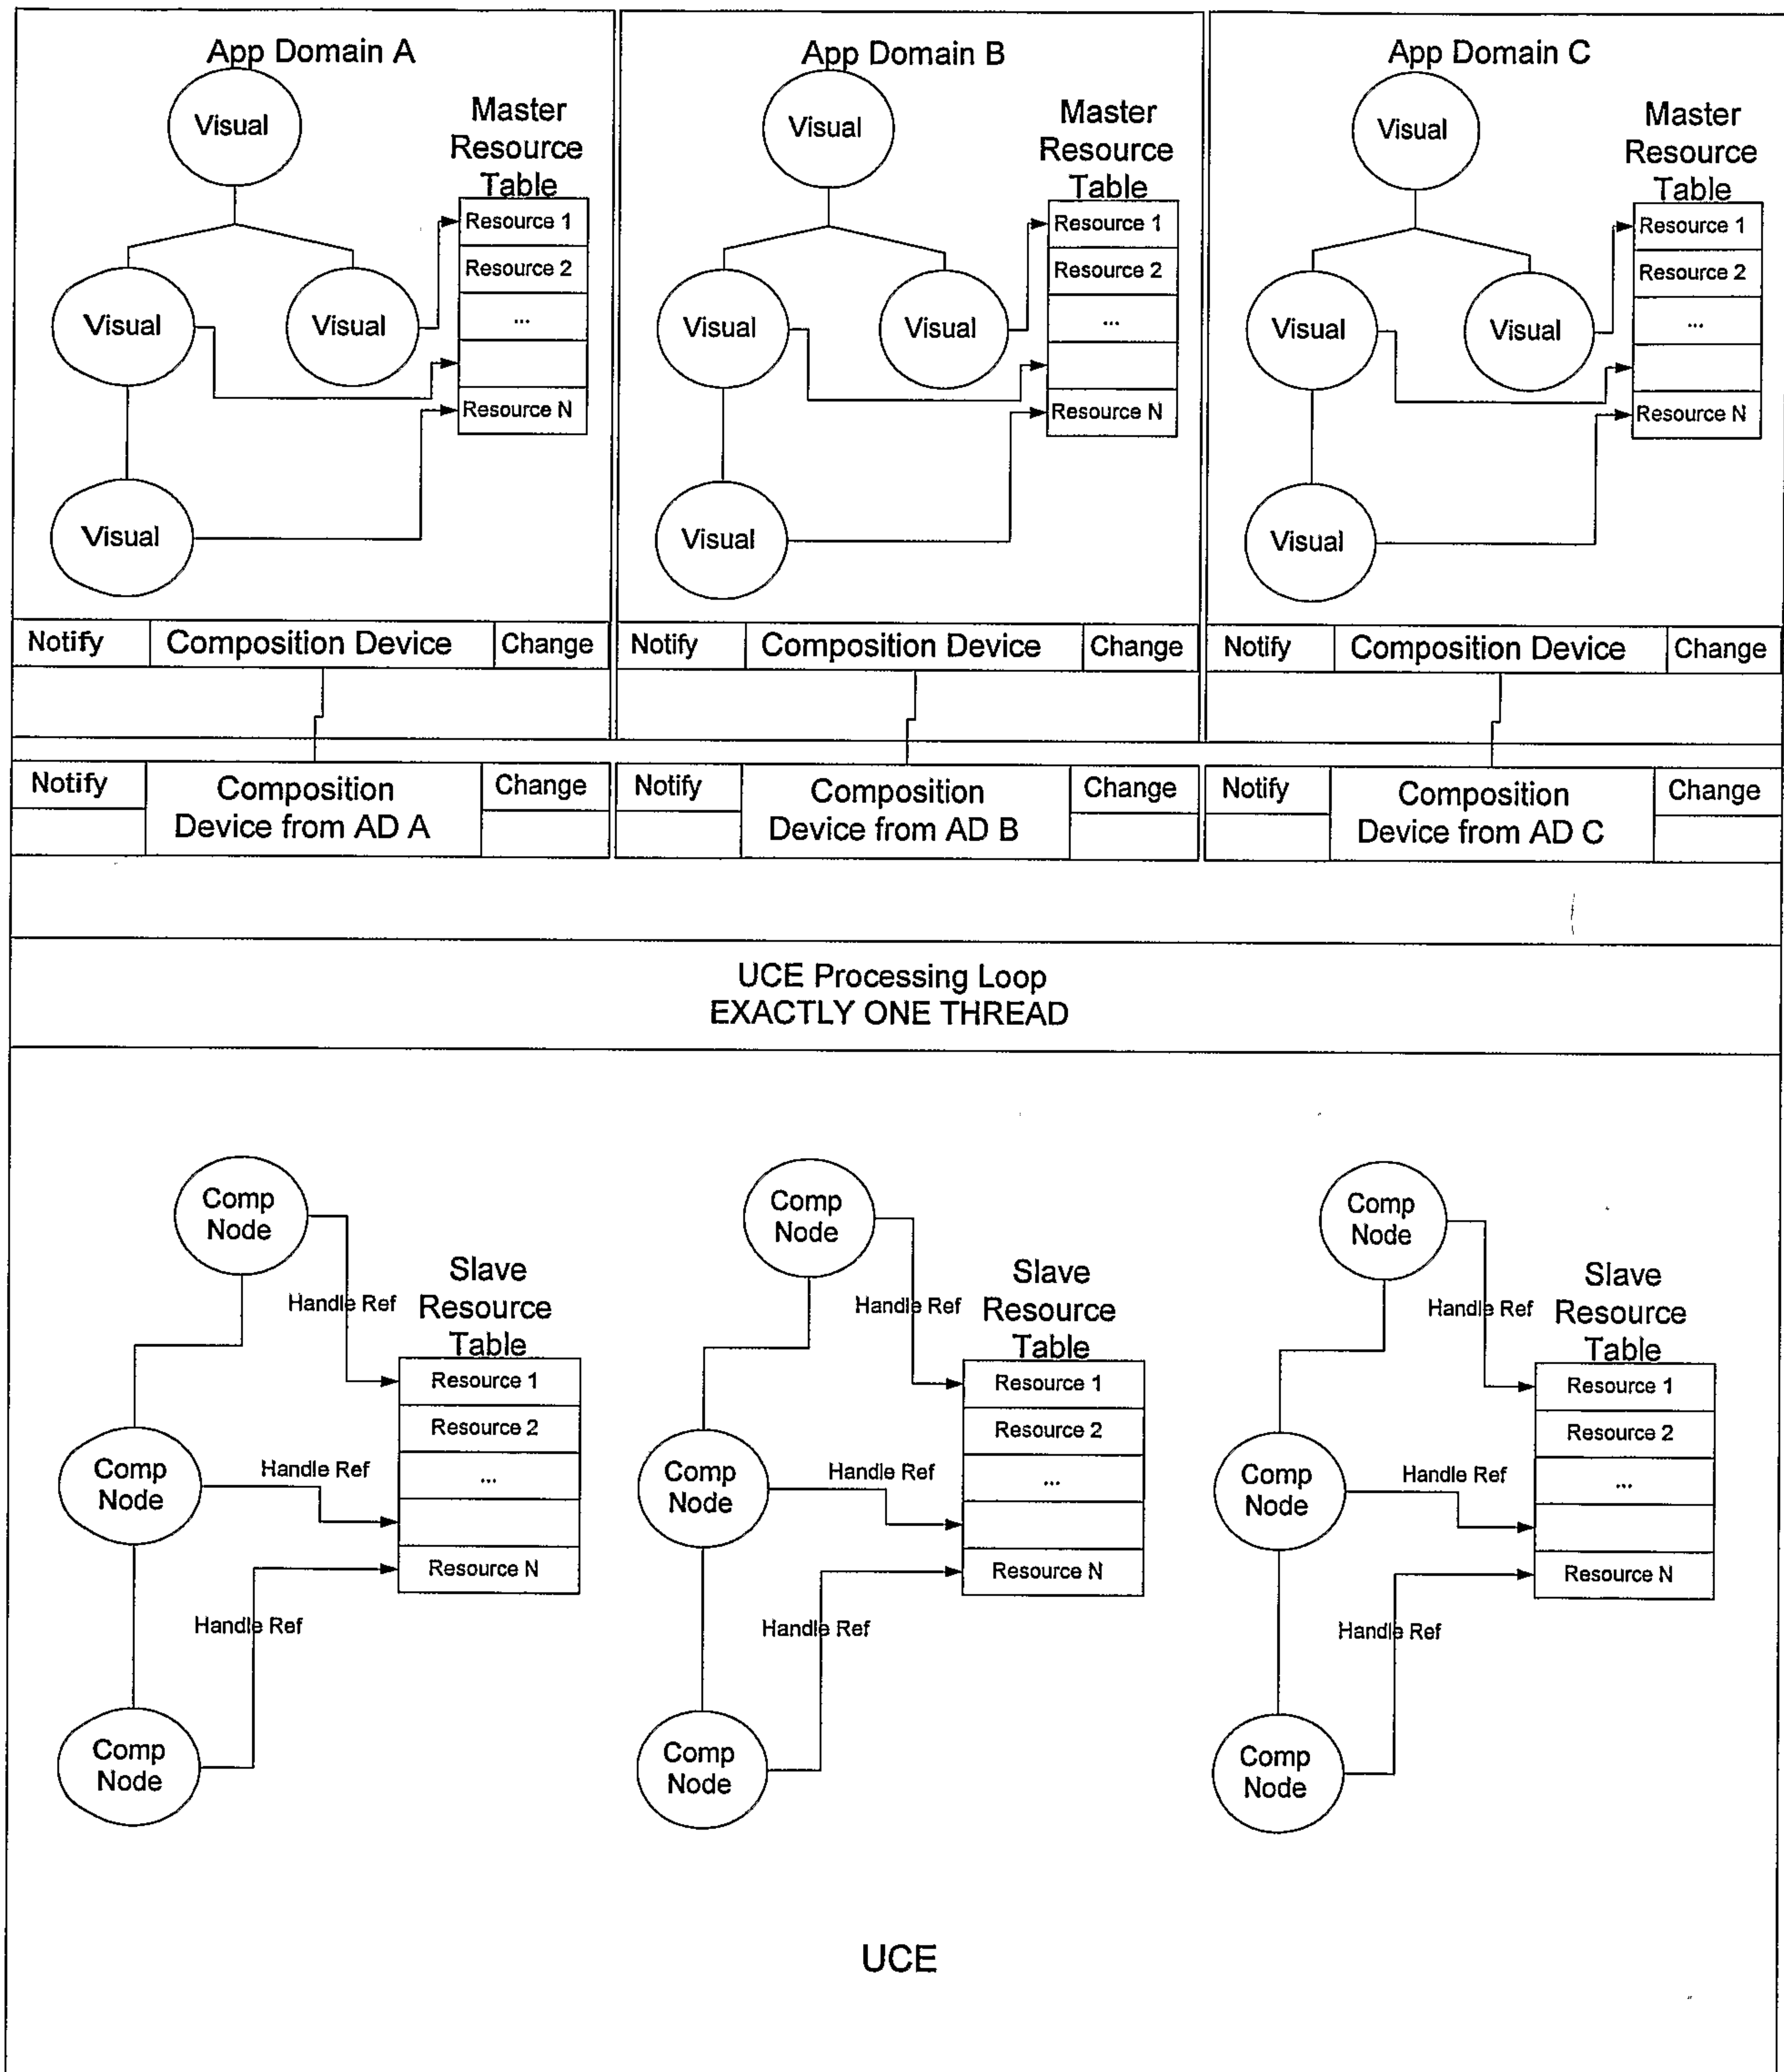 App Domain A
Visual
Master
Resource
Table
Resource 1
Resource 2
...
Resource N
Visual
Visual
Visual
App Domain B
Visual
Master
Resource
Table
Resource 1
Resource 2
...
Resource N
Visual
Visual
Visual
App Domain C
Visual
Master
Resource
Table
Resource 1
Resource 2
...
Resource N
Visual
Visual
Visual
Notify
Composition Device
Change
Notify
Composition Device
Change
Notify
Composition Device
Change
Notify
Composition
Device from AD A
Change
Notify
Composition
Device from AD B
Change
Notify
Composition
Device from AD C
Change
UCE Processing Loop
EXACTLY ONE THREAD
Comp
Node
Handle Ref
Slave
Resource
Table
Resource 1
Resource 2
...
Resource N
Comp
Node
Handle Ref
Handle Ref
Comp
Node
Comp
Node
Handle Ref
Slave
Resource
Table
Resource 1
Resource 2
...
Resource N
Comp
Node
Handle Ref
Handle Ref
Comp
Node
Comp
Node
Handle Ref
Slave
Resource
Table
Resource 1
Resource 2
...
Resource N
Comp
Node
Handle Ref
Handle Ref
Comp
Node
UCE